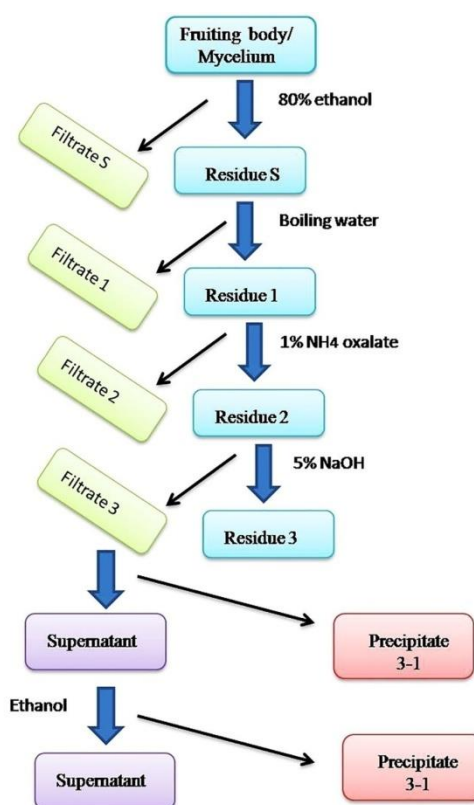 Fruiting body/
Mycelium
80% ethanol
Filtrate S
Residue S
Boiling water
Filtrate 1
Residue 1
1% NH4 oxalate
Filtrate 2
Residue 2
5% NaOH
Filtrate 3
Residue 3
Supernatant
Precipitate
3-1
Ethanol
Supernatant
Precipitate
3-1